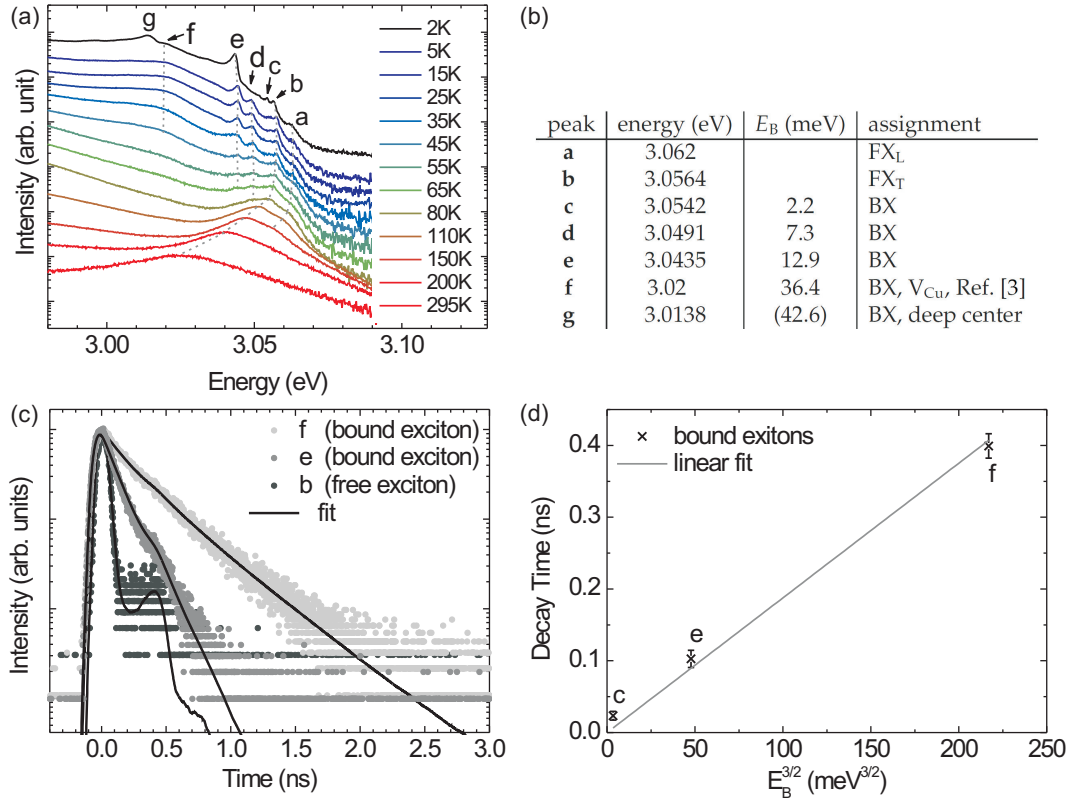 (a)
g
f
e
d
c
b
a
2K
5K
15K
25K
35K
45K
55K
65K
80K
110K
150K
200K
295K
Intensity (arb. unit)
3.00 3.05 3.10
Energy (eV)
(b)
peak energy (eV) E_B (meV) assignment
a 3.062 FX_L
b 3.0564 FX_T
c 3.0542 2.2 BX
d 3.0491 7.3 BX
e 3.0435 12.9 BX
f 3.02 36.4 BX, V_Cu, Ref. [3]
g 3.0138 (42.6) BX, deep center
(c)
f (bound exciton)
e (bound exciton)
b (free exciton)
fit
Intensity (arb. units)
0.0 0.5 1.0 1.5 2.0 2.5 3.0
Time (ns)
(d)
bound exitons
linear fit
f
e
c
0.4
0.3
0.2
0.1
0.0
Decay Time (ns)
0 50 100 150 200 250
E_B^3/2 (meV^3/2)